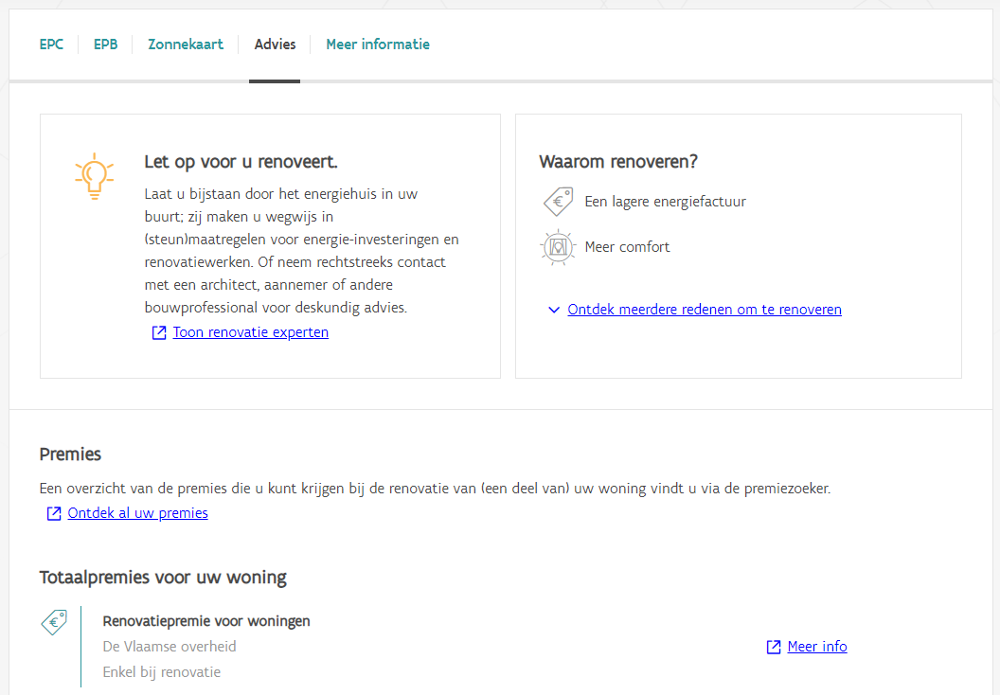 EPC
EPB
Zonnekaart
Advies
Meer informatie
Let op voor u renoveert.
Laat u bijstaan door het energiehuis in uw
buurt; zij maken u wegwijs in
(steun)maatregelen voor energie-investeringen en
renovatiewerken. Of neem rechtstreeks contact
met een architect, aannemer of andere
bouwprofessional voor deskundig advies.
Toon renovatie experten
Waarom renoveren?
Een lagere energiefactuur
Meer comfort
Ontdek meerdere redenen om te renoveren
Premies
Een overzicht van de premies die u kunt krijgen bij de renovatie van (een deel van) uw woning vindt u via de premiezoeker.
Ontdek al uw premies
Totaalpremies voor uw woning
Renovatiepremie voor woningen
De Vlaamse overheid
Enkel bij renovatie
Meer info